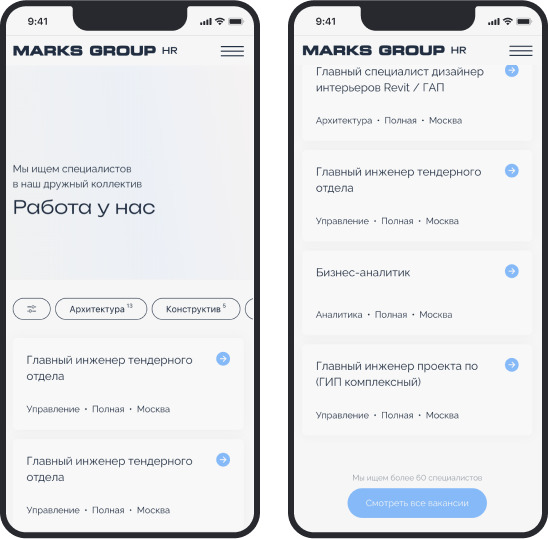 9:41
MARKS GROUP HR
Мы ищем специалистов
в наш дружный коллектив
Работа у нас
Архитектура 13
Конструктив 5
Главный инженер тендерного
отдела
Управление • Полная • Москва
Главный инженер тендерного
отдела
Управление • Полная • Москва
9:41
MARKS GROUP HR
Главный специалист дизайнер
интерьеров Revit / ГАП
Архитектура • Полная • Москва
Главный инженер тендерного
отдела
Управление • Полная • Москва
Бизнес-аналитик
Аналитика • Полная • Москва
Главный инженер проекта по
(ГИП комплексный)
Управление • Полная • Москва
Мы ищем более 60 специалистов
Смотреть все вакансии